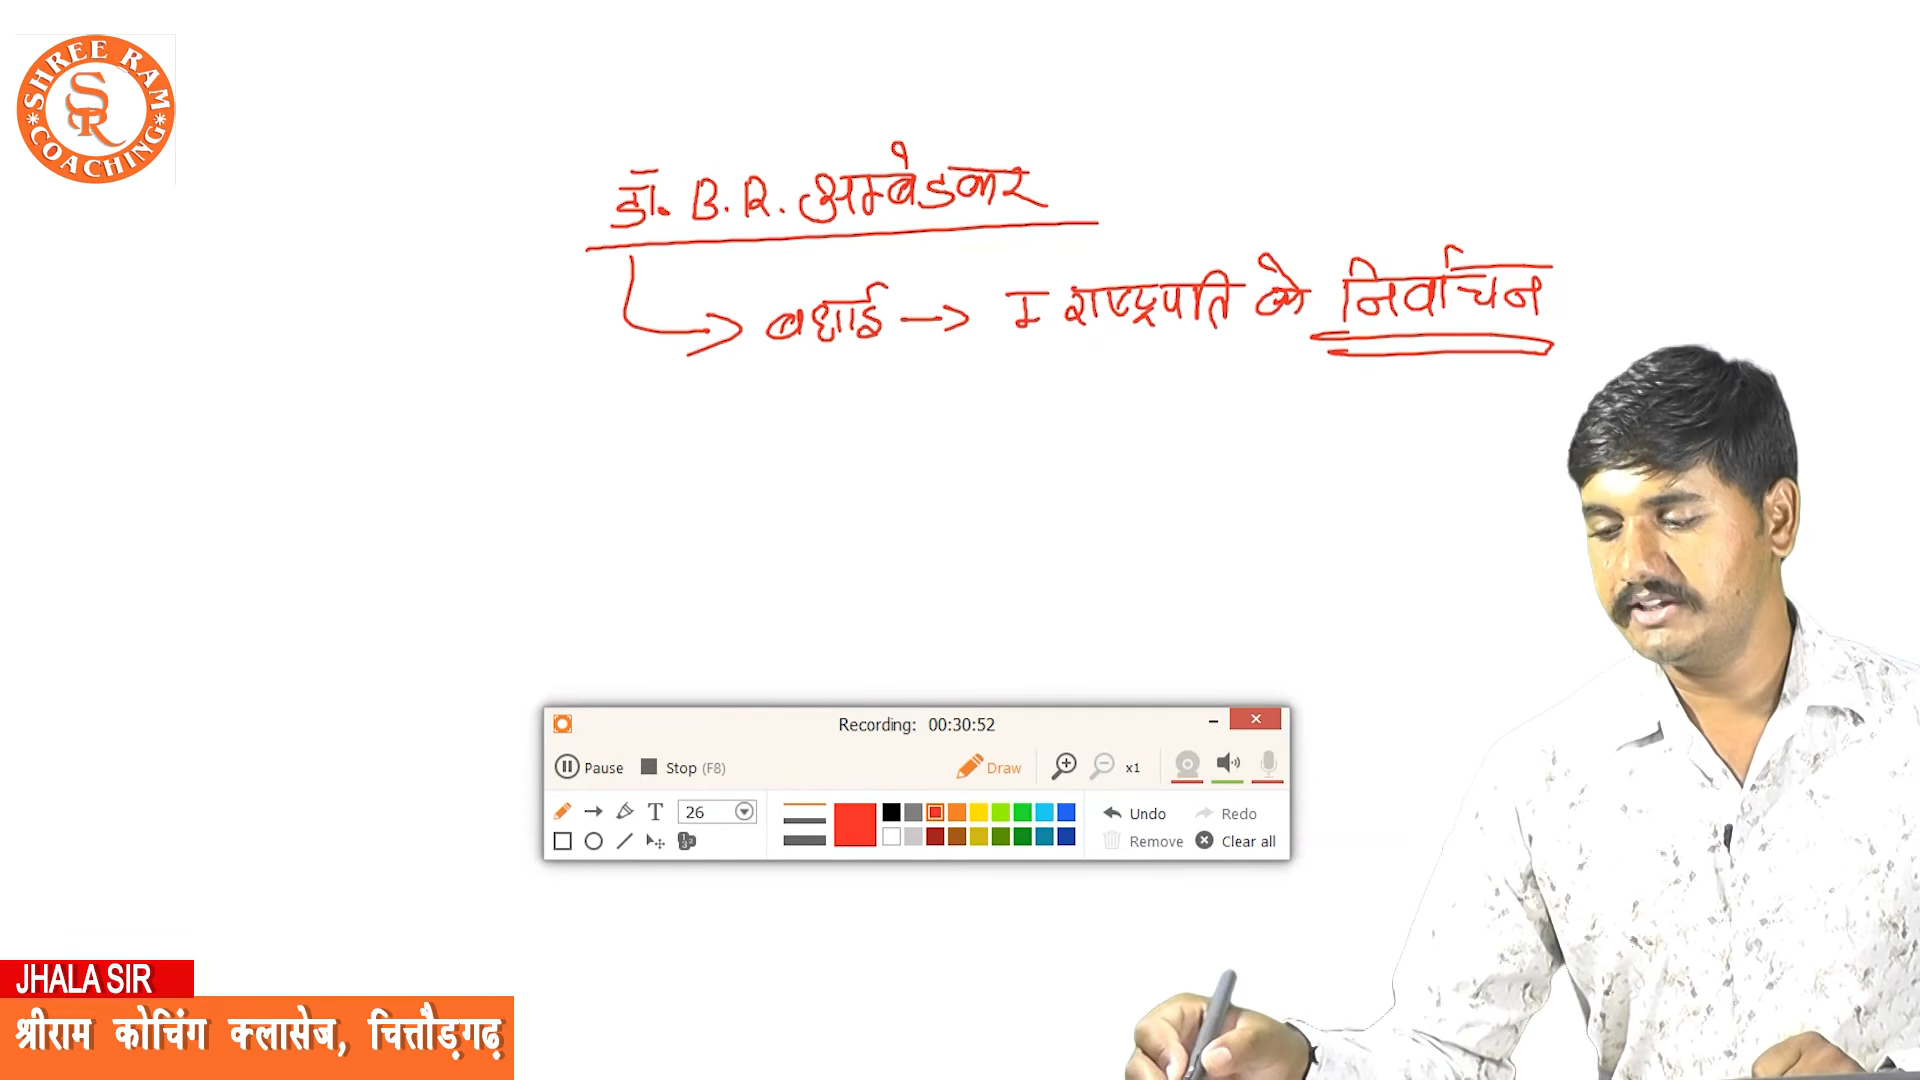 SHREE RAM
SR
COACHING
डॉ. B. R. अम्बेडकर
बधाई → I राष्ट्रपति के निर्वाचन
Recording: 00:30:52
Pause Stop (F8) Draw x1
T 26 Undo Redo
Remove Clear all
JHALA SIR
श्रीराम कोचिंग क्लासेज, चित्तौड़गढ़